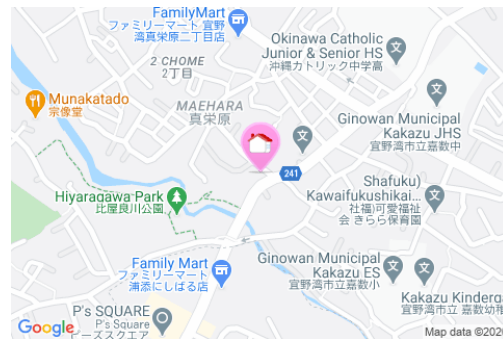 FamilyMart
ファミリーマート 宜野
湾真栄原二丁目店
Okinawa Catholic
Junior & Senior HS
沖縄カトリック中学高
2 CHOME
2丁目
Munakatado
宗像堂
MAEHARA
真栄原
Ginowan Municipal
Kakazu JHS
宜野湾市立嘉数中
241
Shafuku)
Kawaifukushikai...
社福)可愛福祉
会 きらら保育園
Hiyaragawa Park
比屋良川公園
Family Mart
ファミリーマート
浦添にしばる店
Ginowan Municipal
Kakazu ES
宜野湾市立嘉数小
Kakazu Kinderga
宜野湾市立 嘉数幼稚
P's SQUARE
P's Square
ピーズスクエア
Google
Map data ©2020